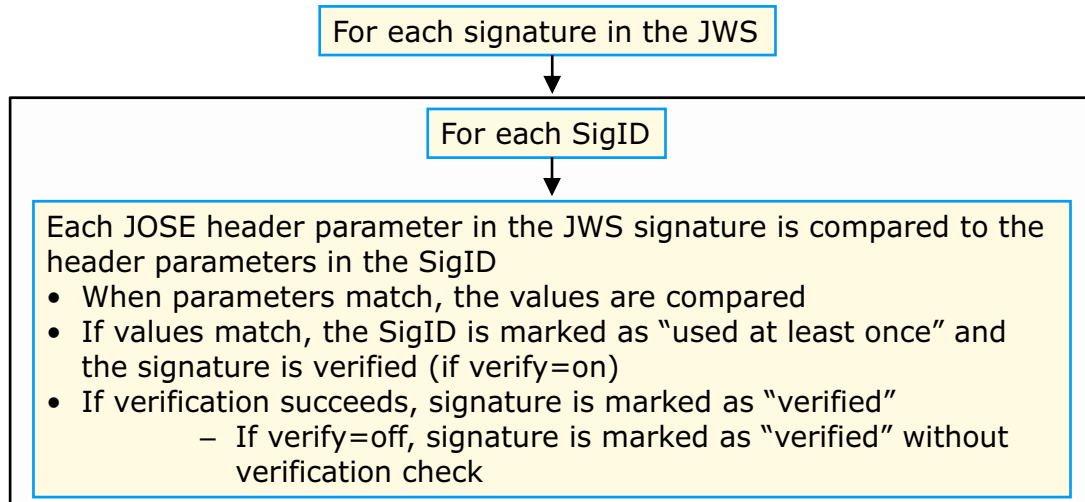 For each signature in the JWS
For each SigID
Each JOSE header parameter in the JWS signature is compared to the
header parameters in the SigID
• When parameters match, the values are compared
• If values match, the SigID is marked as “used at least once” and
the signature is verified (if verify=on)
• If verification succeeds, signature is marked as “verified”
– If verify=off, signature is marked as “verified” without
verification check